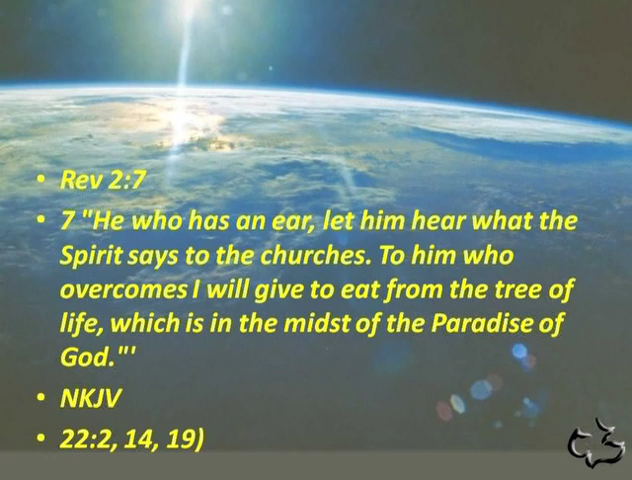 • Rev 2:7
• 7 "He who has an ear, let him hear what the
Spirit says to the churches. To him who
overcomes I will give to eat from the tree of
life, which is in the midst of the Paradise of
God."'
• NKJV
• 22:2, 14, 19)